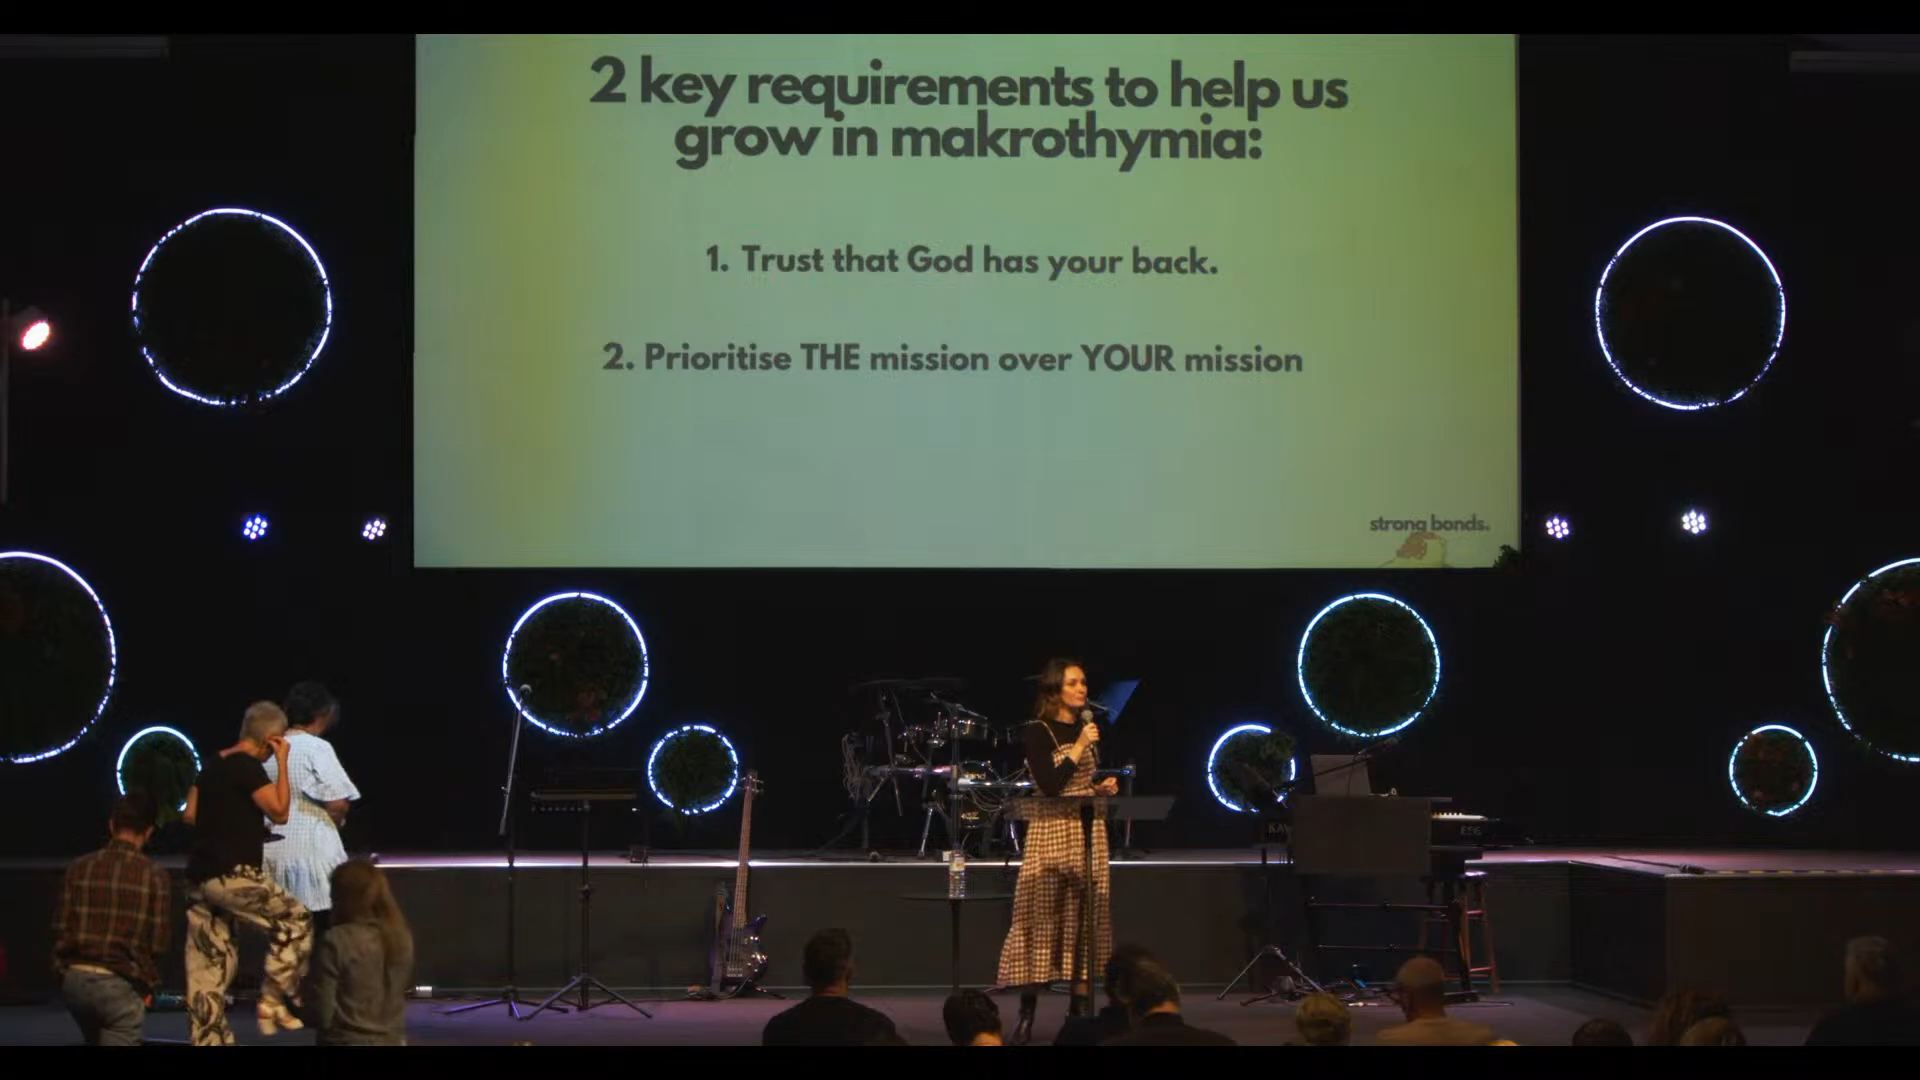 2 key requirements to help us
grow in makrothymia:
1. Trust that God has your back.
2. Prioritise THE mission over YOUR mission
strong bonds.